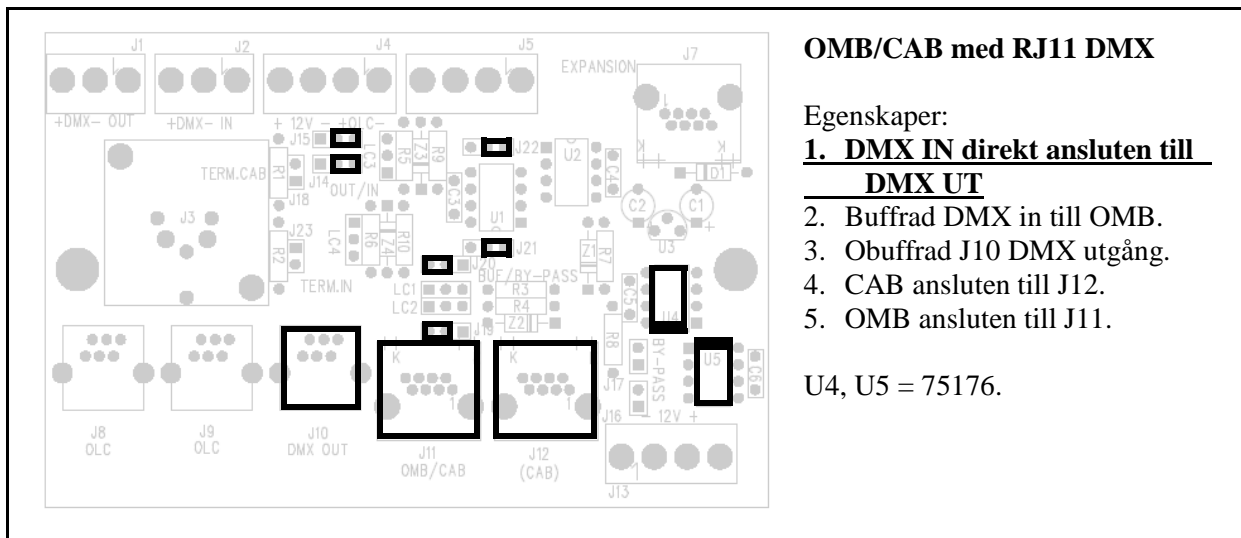 J1
J2
J4
J5
EXPANSION
J7
+DMX- OUT
+DMX- IN
+ 12V - +OLC-
J15
J14
LC3
R5
Z3
R9
J22
U2
C4
D1
K
K
1
TERM.CAB
R1
J18
OUT/IN
C3
U1
C2
C1
+
U3
J3
J23
LC4
R6
Z4
R10
R2
TERM.IN
J21
J20
BUF/BY-PASS
Z1
R7
LC1
LC2
R3
R4
Z2
J19
C5
U4
R8
BY-PASS
U5
C6
J17
J16
- 12V +
K
K
1
1
J8
OLC
J9
OLC
J10
DMX OUT
J11
OMB/CAB
J12
(CAB)
J13
1
OMB/CAB med RJ11 DMX
Egenskaper:
1. DMX IN direkt ansluten till
DMX UT
2. Buffrad DMX in till OMB.
3. Obuffrad J10 DMX utgång.
4. CAB ansluten till J12.
5. OMB ansluten till J11.
U4, U5 = 75176.